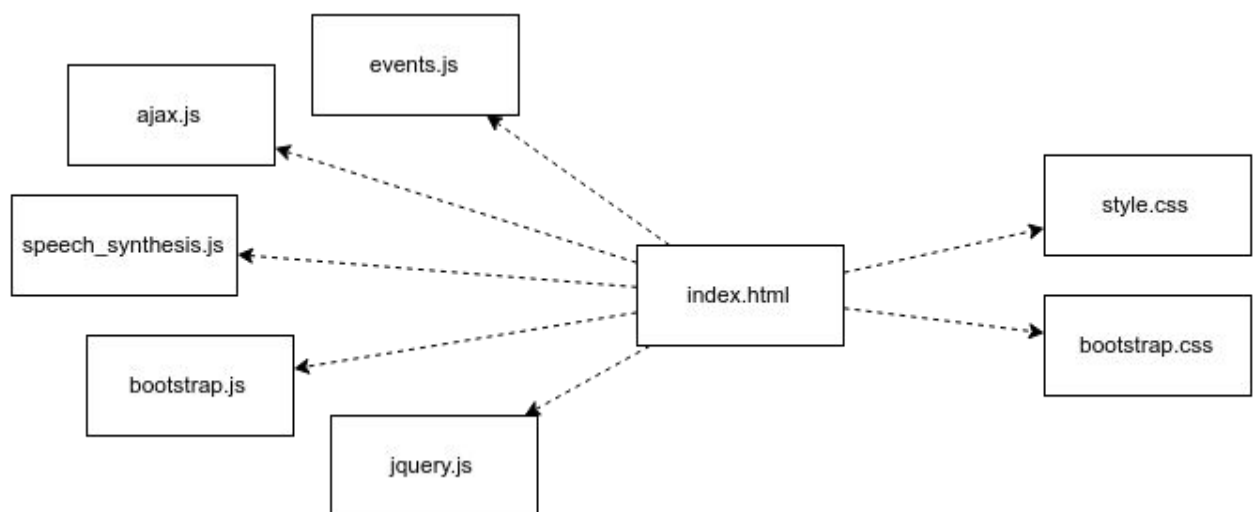 events.js
ajax.js
style.css
speech_synthesis.js
index.html
bootstrap.css
bootstrap.js
jquery.js